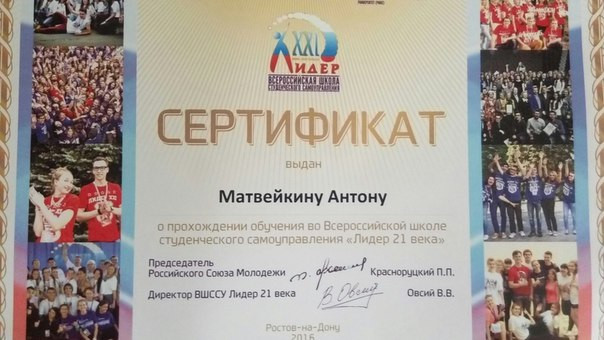 XXI
ЛИДЕР
ВСЕРОССИЙСКАЯ ШКОЛА
СТУДЕНЧЕСКОГО САМОУПРАВЛЕНИЯ
СЕРТИФИКАТ
выдан
Матвейкину Антону
о прохождении обучения во Всероссийской школе
студенческого самоуправления «Лидер 21 века»
Председатель
Российского Союза Молодежи Красноруцкий П.П.
Директор ВШССУ Лидер 21 века Овсий В.В.
Ростов-на-Дону
2016